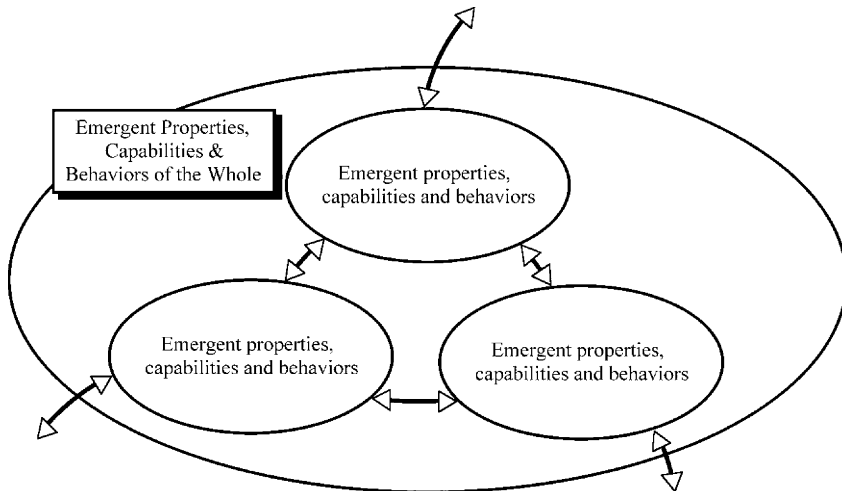 Emergent Properties,
Capabilities &
Behaviors of the Whole
Emergent properties,
capabilities and behaviors
Emergent properties,
capabilities and behaviors
Emergent properties,
capabilities and behaviors